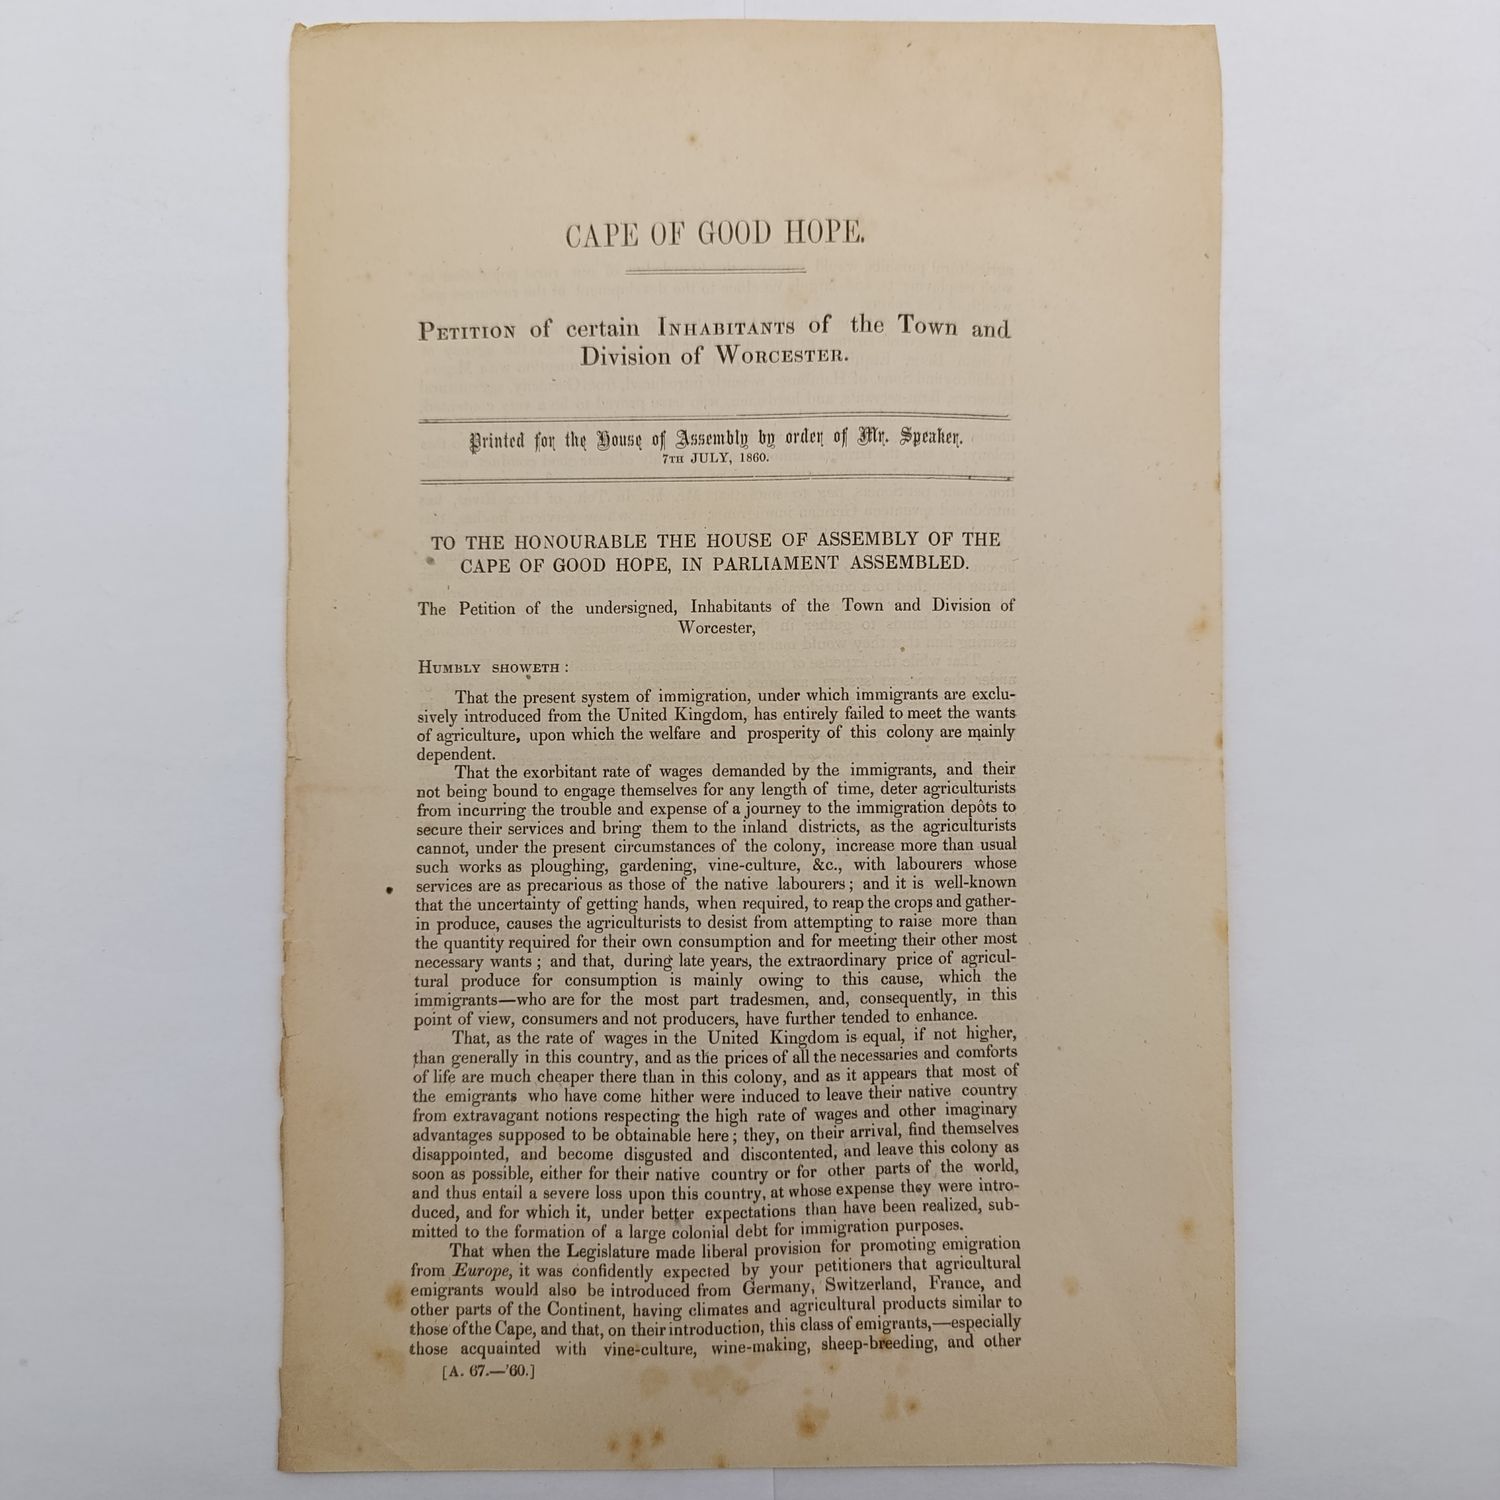 CAPE OF GOOD HOPE.
PETITION of certain INHABITANTS of the Town and
Division of WORCESTER.
Printed for the House of Assembly by order of Mr. Speaker.
7TH JULY, 1860.
TO THE HONOURABLE THE HOUSE OF ASSEMBLY OF THE
CAPE OF GOOD HOPE, IN PARLIAMENT ASSEMBLED.
The Petition of the undersigned, Inhabitants of the Town and Division of
Worcester,
HUMBLY SHOWETH:
That the present system of immigration, under which immigrants are exclu-
sively introduced from the United Kingdom, has entirely failed to meet the wants
of agriculture, upon which the welfare and prosperity of this colony are mainly
dependent.
That the exorbitant rate of wages demanded by the immigrants, and their
not being bound to engage themselves for any length of time, deter agriculturists
from incurring the trouble and expense of a journey to the immigration depôts to
secure their services and bring them to the inland districts, as the agriculturists
cannot, under the present circumstances of the colony, increase more than usual
such works as ploughing, gardening, vine-culture, &c., with labourers whose
services are as precarious as those of the native labourers; and it is well-known
that the uncertainty of getting hands, when required, to reap the crops and gather-
in produce, causes the agriculturists to desist from attempting to raise more than
the quantity required for their own consumption and for meeting their other most
necessary wants; and that, during late years, the extraordinary price of agricul-
tural produce for consumption is mainly owing to this cause, which the
immigrants—who are for the most part tradesmen, and, consequently, in this
point of view, consumers and not producers, have further tended to enhance.
That, as the rate of wages in the United Kingdom is equal, if not higher,
than generally in this country, and as the prices of all the necessaries and comforts
of life are much cheaper there than in this colony, and as it appears that most of
the emigrants who have come hither were induced to leave their native country
from extravagant notions respecting the high rate of wages and other imaginary
advantages supposed to be obtainable here; they, on their arrival, find themselves
disappointed, and become disgusted and discontented, and leave this colony as
soon as possible, either for their native country or for other parts of the world,
and thus entail a severe loss upon this country, at whose expense they were intro-
duced, and for which it, under better expectations than have been realized, sub-
mitted to the formation of a large colonial debt for immigration purposes.
That when the Legislature made liberal provision for promoting emigration
from Europe, it was confidently expected by your petitioners that agricultural
emigrants would also be introduced from Germany, Switzerland, France, and
other parts of the Continent, having climates and agricultural products similar to
those of the Cape, and that, on their introduction, this class of emigrants,—especially
those acquainted with vine-culture, wine-making, sheep-breeding, and other
[A. 67.—'60.]